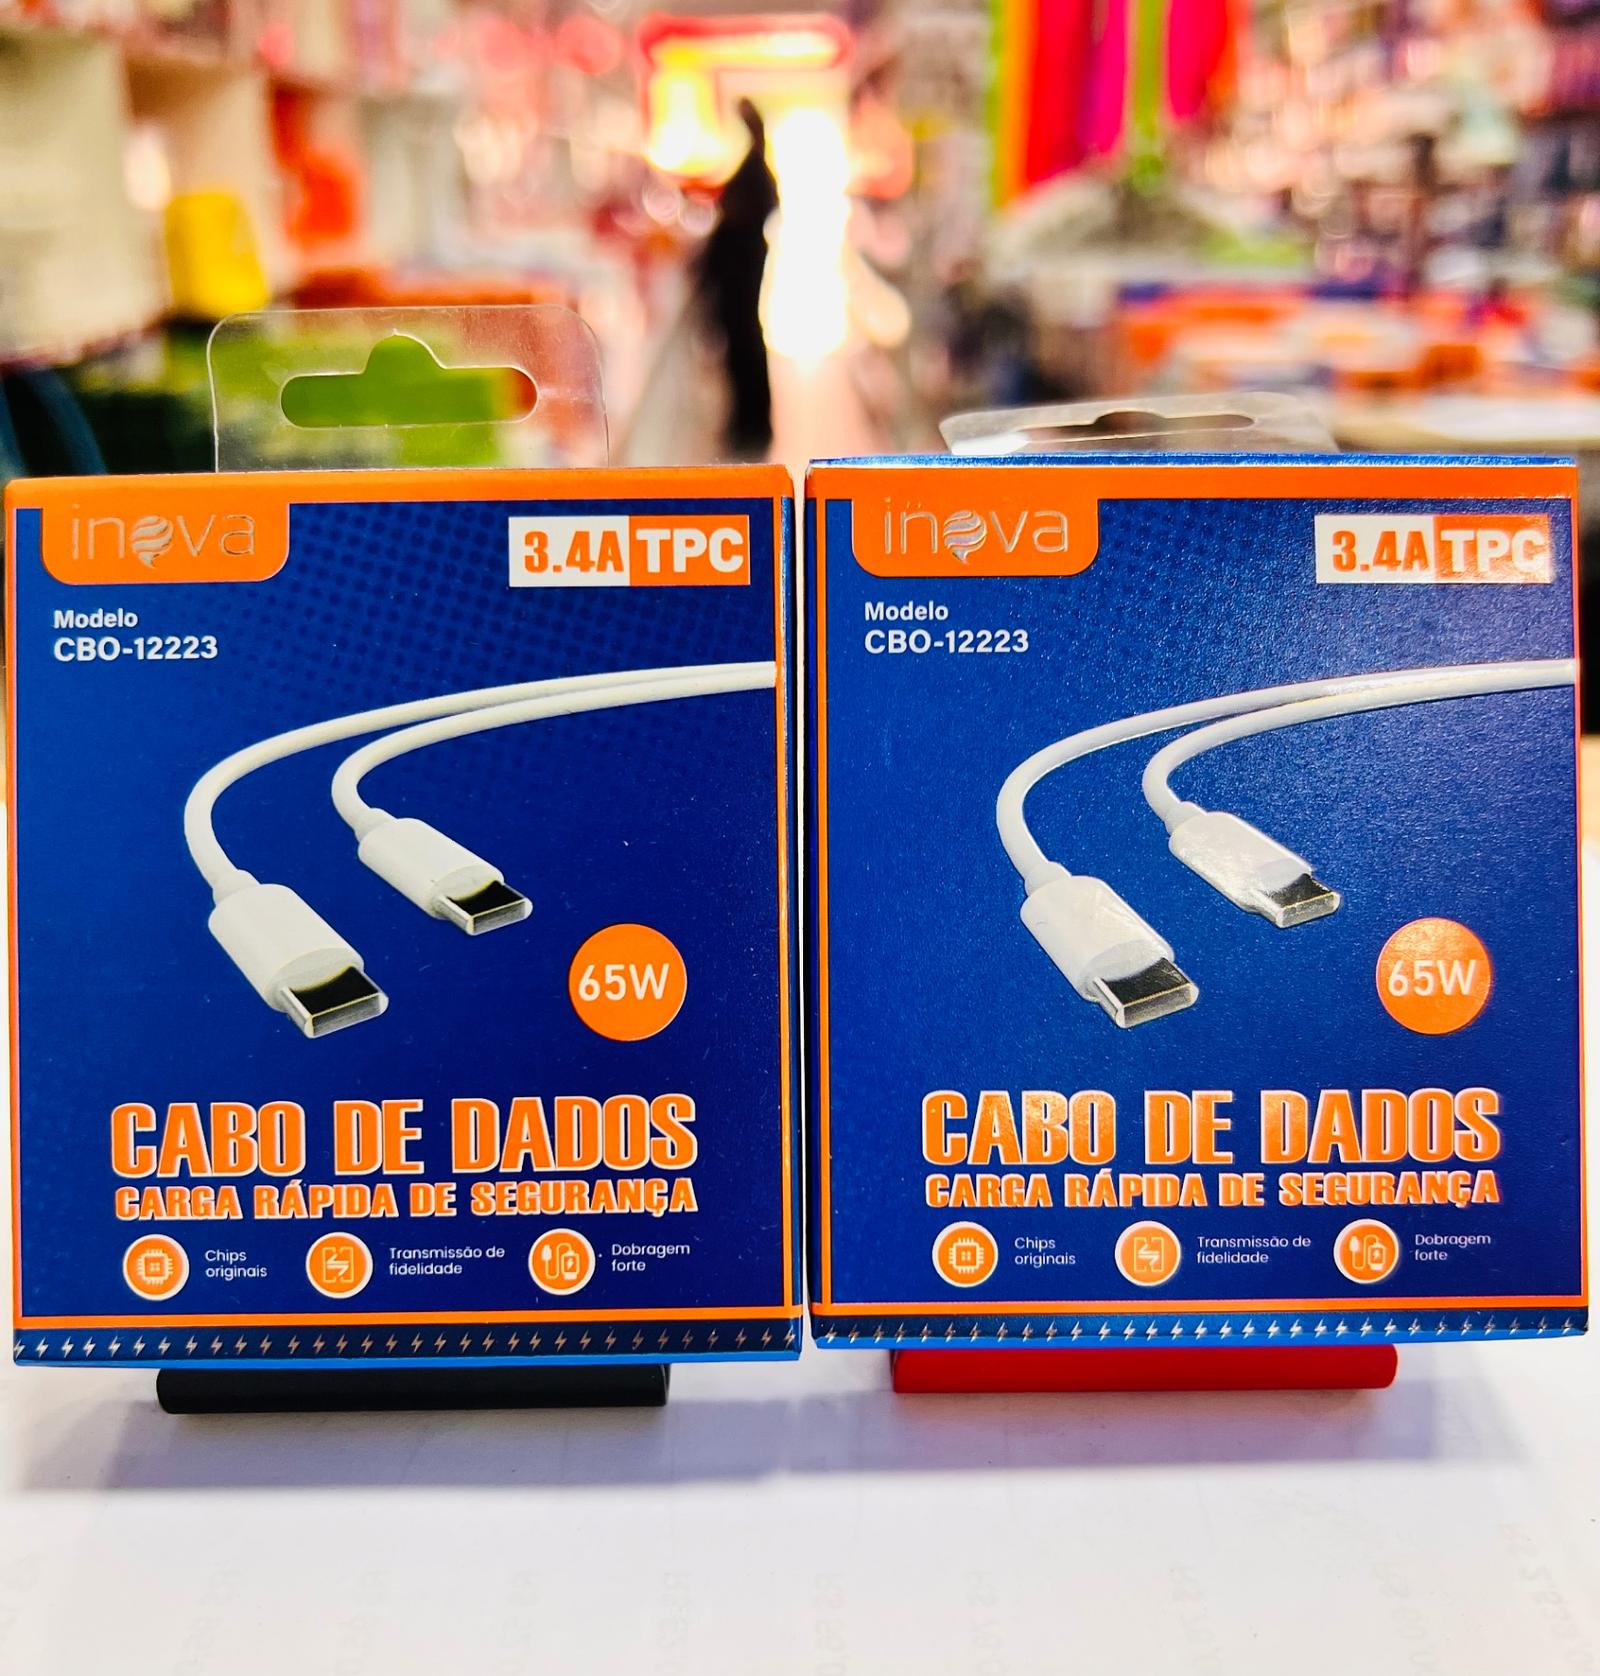 inova
3.4A TPC
Modelo
CBO-12223
65W
CABO DE DADOS
CARGA RÁPIDA DE SEGURANÇA
Chips
originais
Transmissão de
fidelidade
Dobragem
forte
inova
3.4A TPC
Modelo
CBO-12223
65W
CABO DE DADOS
CARGA RÁPIDA DE SEGURANÇA
Chips
originais
Transmissão de
fidelidade
Dobragem
forte